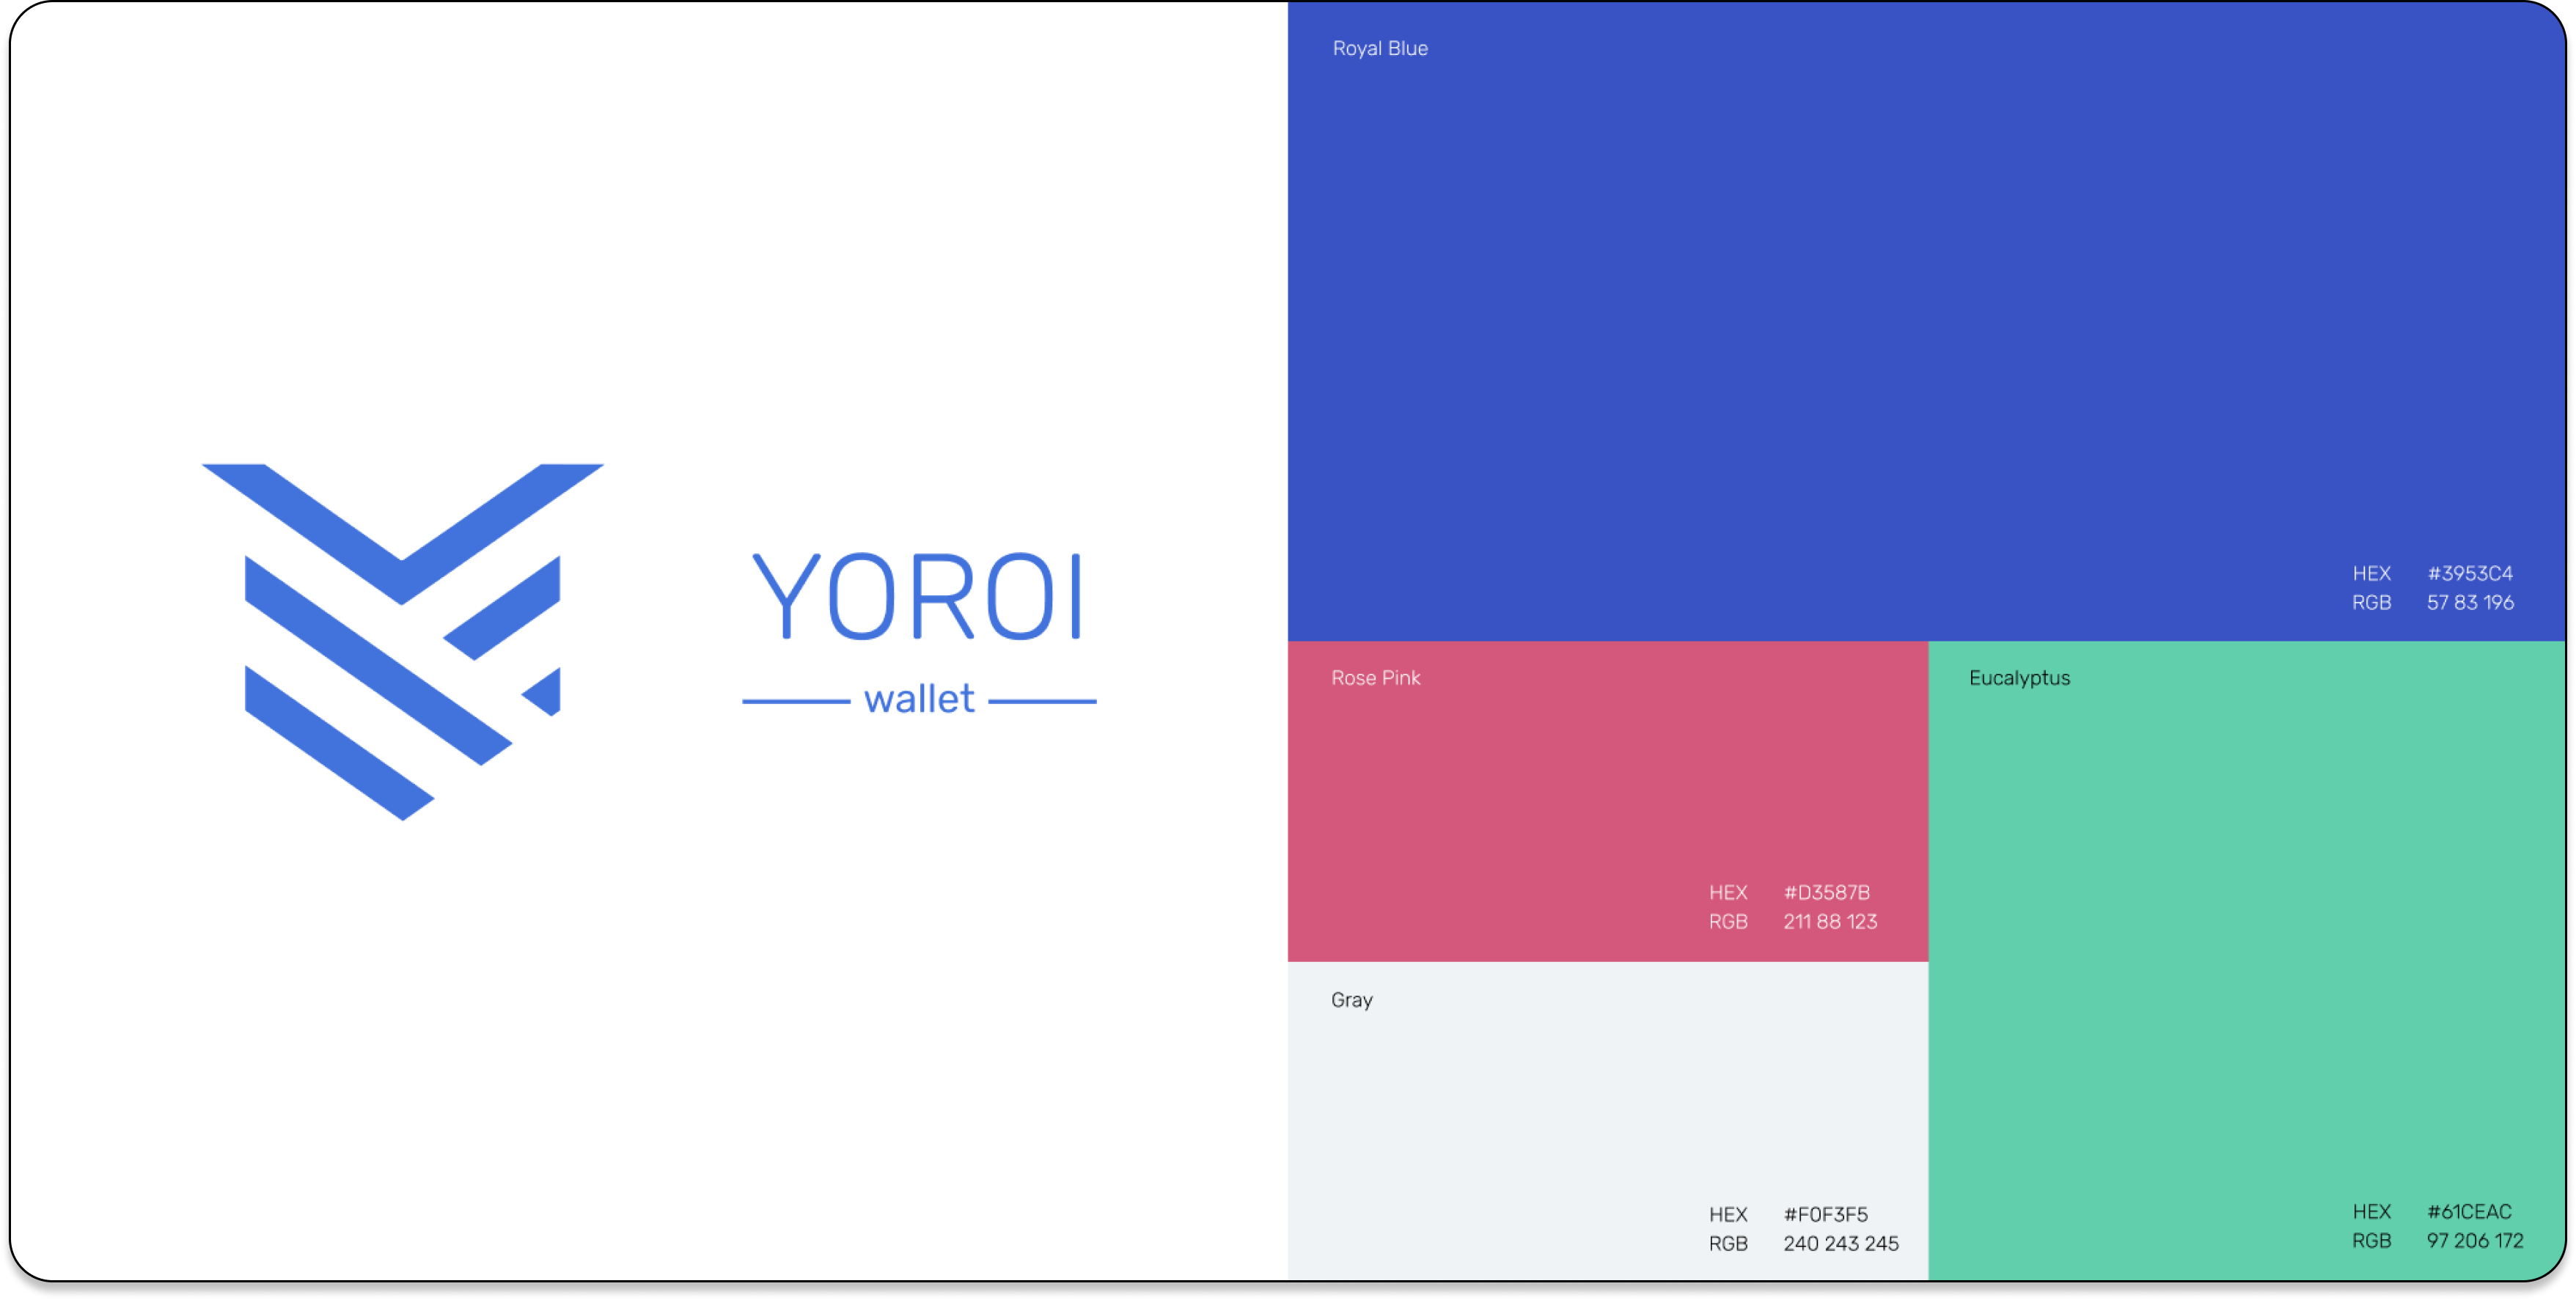 YOROI
wallet
Royal Blue
HEX #3953C4
RGB 57 83 196
Rose Pink
HEX #D3587B
RGB 211 88 123
Eucalyptus
HEX #61CEAC
RGB 97 206 172
Gray
HEX #F0F3F5
RGB 240 243 245